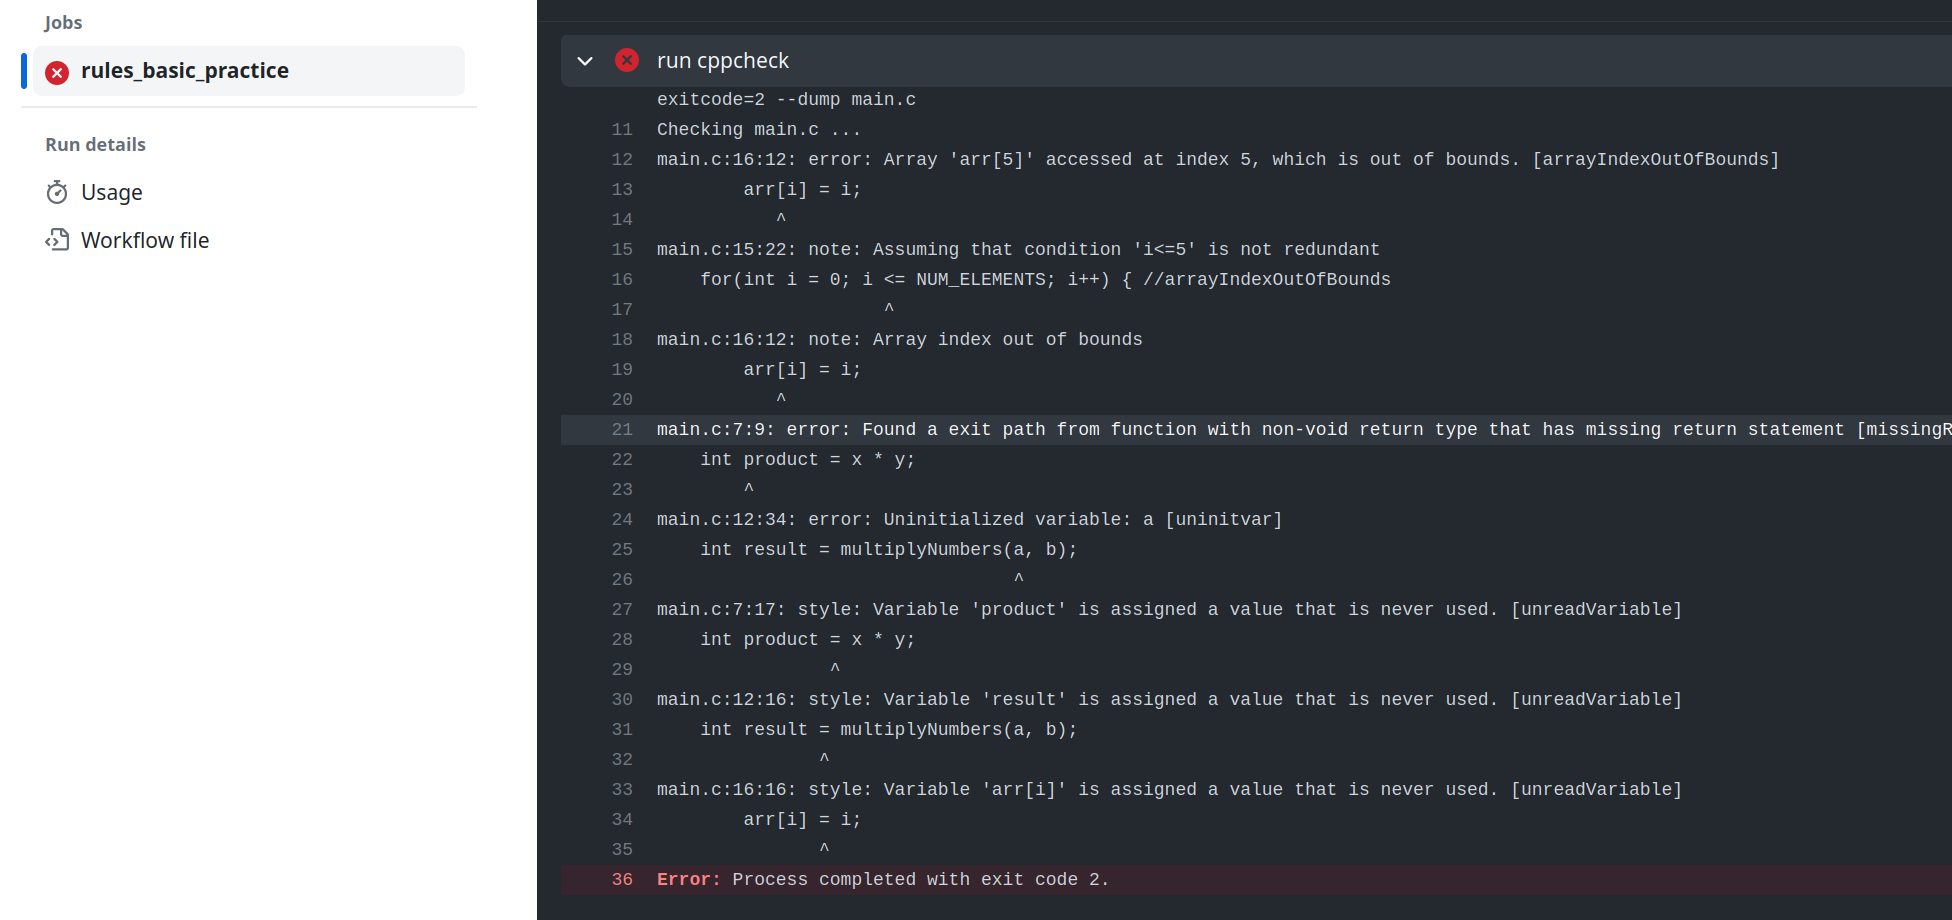 Jobs
rules_basic_practice
Run details
Usage
Workflow file
run cppcheck
exitcode=2 --dump main.c
11 Checking main.c ...
12 main.c:16:12: error: Array 'arr[5]' accessed at index 5, which is out of bounds. [arrayIndexOutOfBounds]
13         arr[i] = i;
14            ^
15 main.c:15:22: note: Assuming that condition 'i<=5' is not redundant
16     for(int i = 0; i <= NUM_ELEMENTS; i++) { //arrayIndexOutOfBounds
17                      ^
18 main.c:16:12: note: Array index out of bounds
19         arr[i] = i;
20            ^
21 main.c:7:9: error: Found a exit path from function with non-void return type that has missing return statement [missingR
22     int product = x * y;
23         ^
24 main.c:12:34: error: Uninitialized variable: a [uninitvar]
25     int result = multiplyNumbers(a, b);
26                                  ^
27 main.c:7:17: style: Variable 'product' is assigned a value that is never used. [unreadVariable]
28     int product = x * y;
29                 ^
30 main.c:12:16: style: Variable 'result' is assigned a value that is never used. [unreadVariable]
31     int result = multiplyNumbers(a, b);
32                ^
33 main.c:16:16: style: Variable 'arr[i]' is assigned a value that is never used. [unreadVariable]
34         arr[i] = i;
35                ^
36 Error: Process completed with exit code 2.